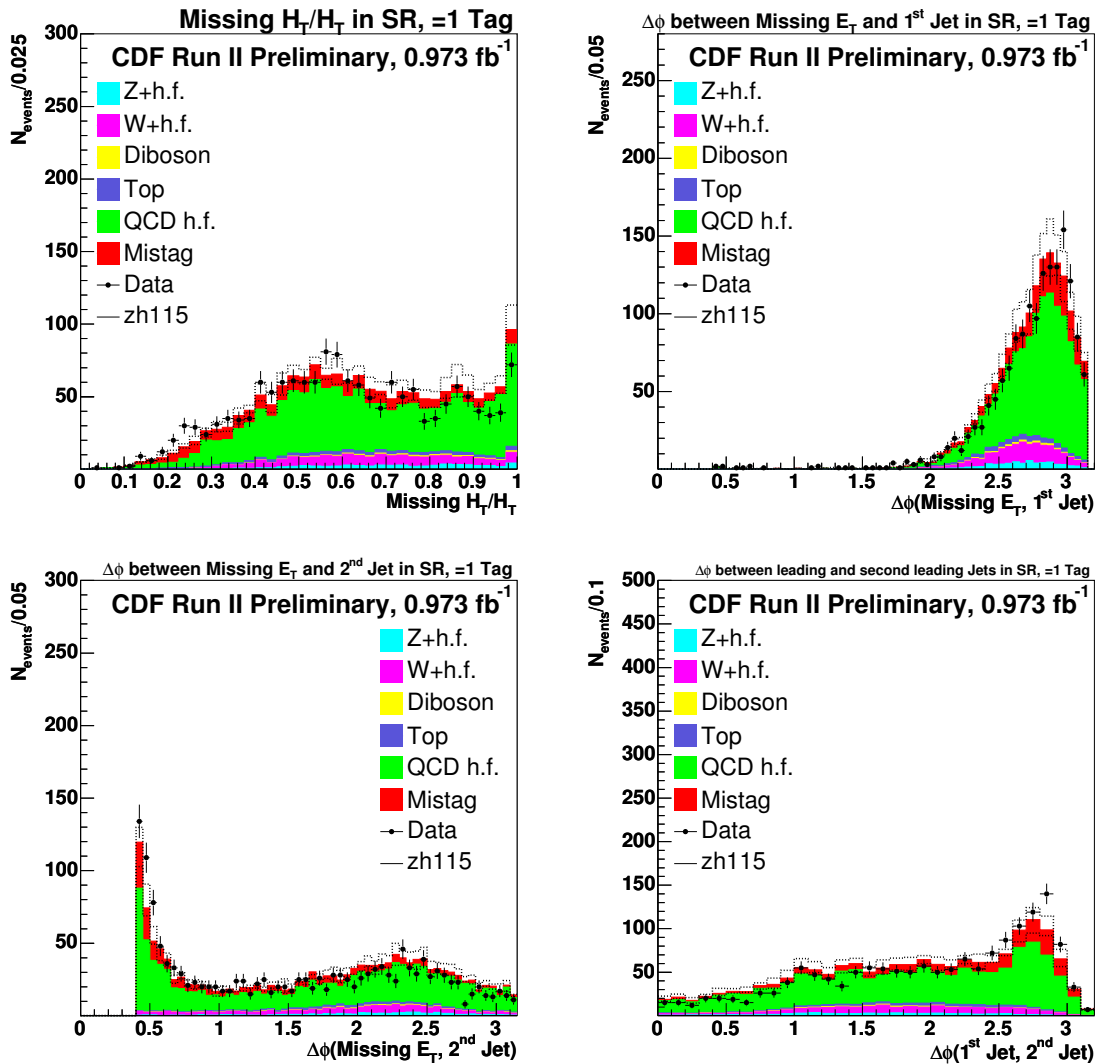 Missing H_T/H_T in SR, =1 Tag
CDF Run II Preliminary, 0.973 fb^-1
N_events/0.025
300
250
200
150
100
50
Z+h.f.
W+h.f.
Diboson
Top
QCD h.f.
Mistag
Data
zh115
0 0.1 0.2 0.3 0.4 0.5 0.6 0.7 0.8 0.9 1
Missing H_T/H_T
Δϕ between Missing E_T and 1^st Jet in SR, =1 Tag
CDF Run II Preliminary, 0.973 fb^-1
N_events/0.05
250
200
150
100
50
Z+h.f.
W+h.f.
Diboson
Top
QCD h.f.
Mistag
Data
zh115
0 0.5 1 1.5 2 2.5 3
Δϕ(Missing E_T, 1^st Jet)
Δϕ between Missing E_T and 2^nd Jet in SR, =1 Tag
CDF Run II Preliminary, 0.973 fb^-1
N_events/0.05
300
250
200
150
100
50
Z+h.f.
W+h.f.
Diboson
Top
QCD h.f.
Mistag
Data
zh115
0 0.5 1 1.5 2 2.5 3
Δϕ(Missing E_T, 2^nd Jet)
Δϕ between leading and second leading Jets in SR, =1 Tag
CDF Run II Preliminary, 0.973 fb^-1
N_events/0.1
500
450
400
350
300
250
200
150
100
50
Z+h.f.
W+h.f.
Diboson
Top
QCD h.f.
Mistag
Data
zh115
0 0.5 1 1.5 2 2.5 3
Δϕ(1^st Jet, 2^nd Jet)